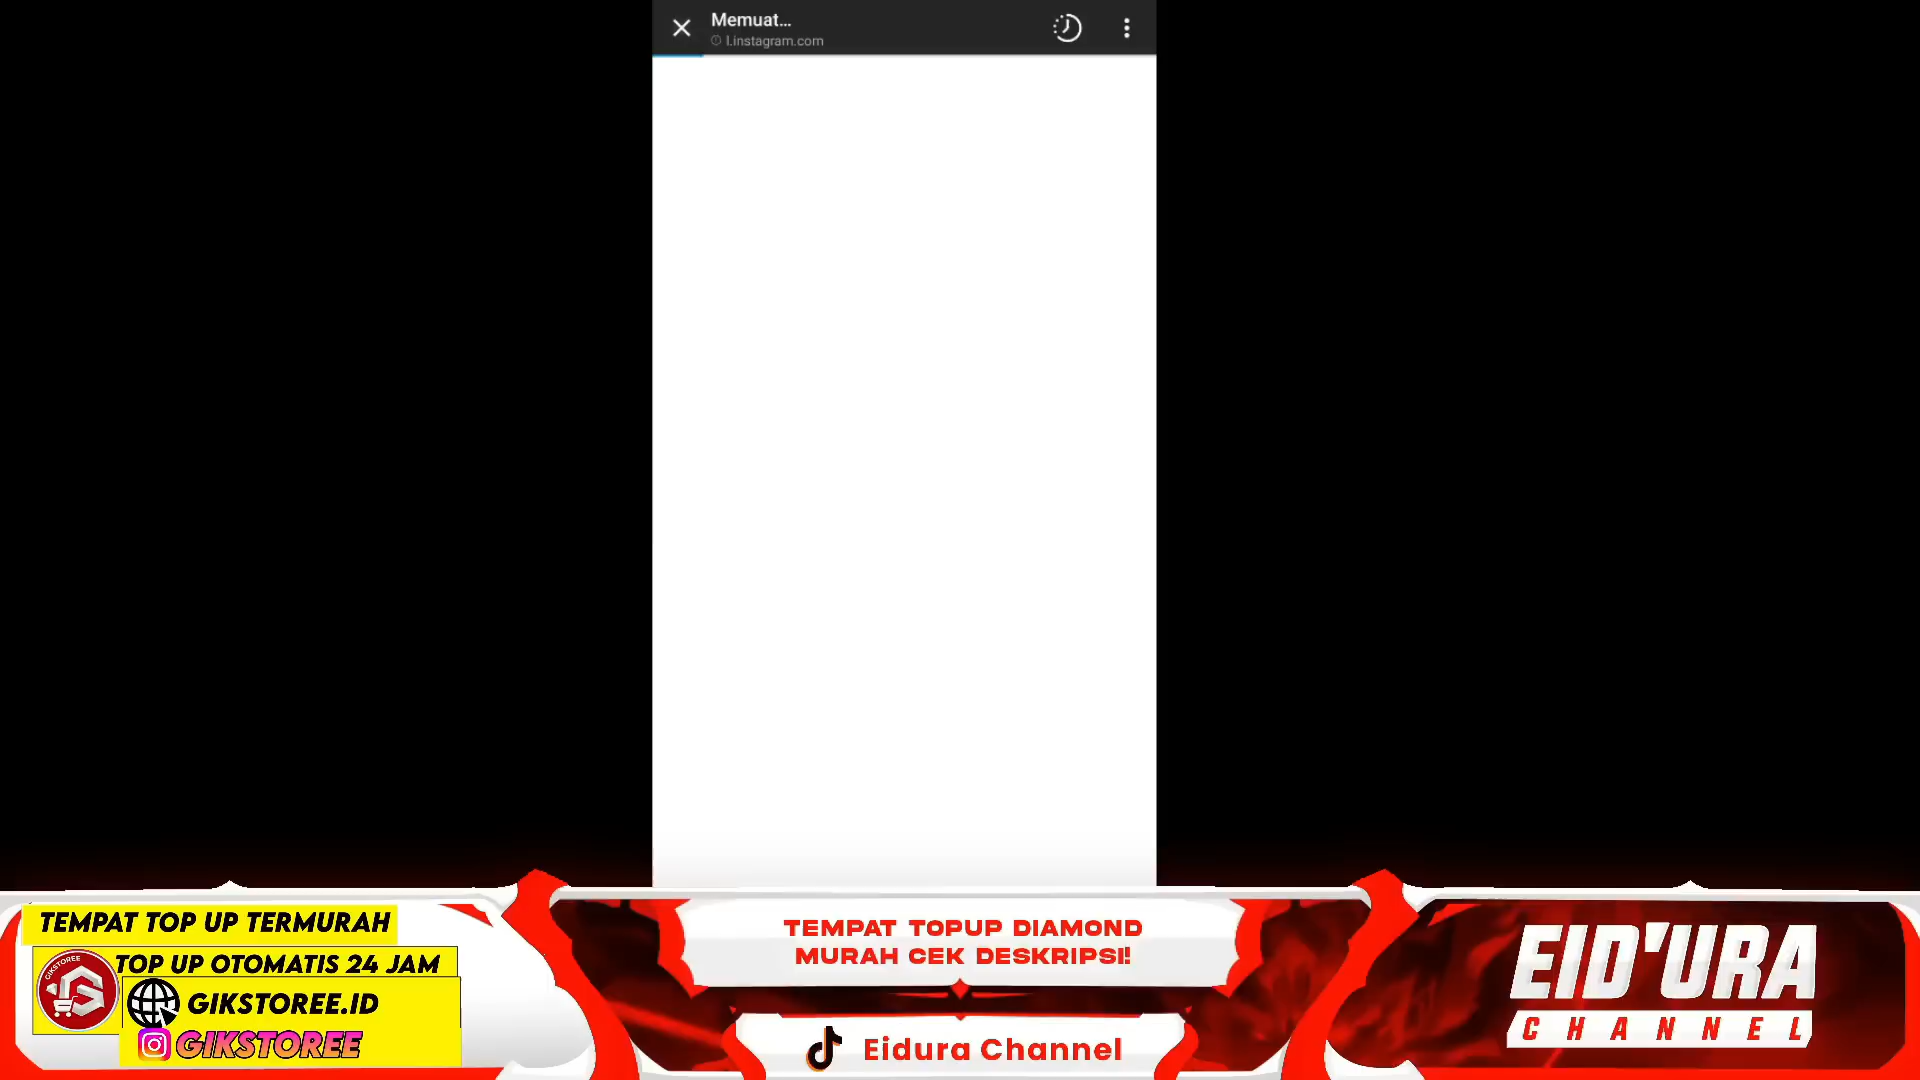 Memuat...
l.instagram.com
TEMPAT TOP UP TERMURAH
GIKSTOREE
TOP UP OTOMATIS 24 JAM
GIKSTOREE.ID
GIKSTOREE
TEMPAT TOPUP DIAMOND
MURAH CEK DESKRIPSI!
Eidura Channel
EID'URA
CHANNEL